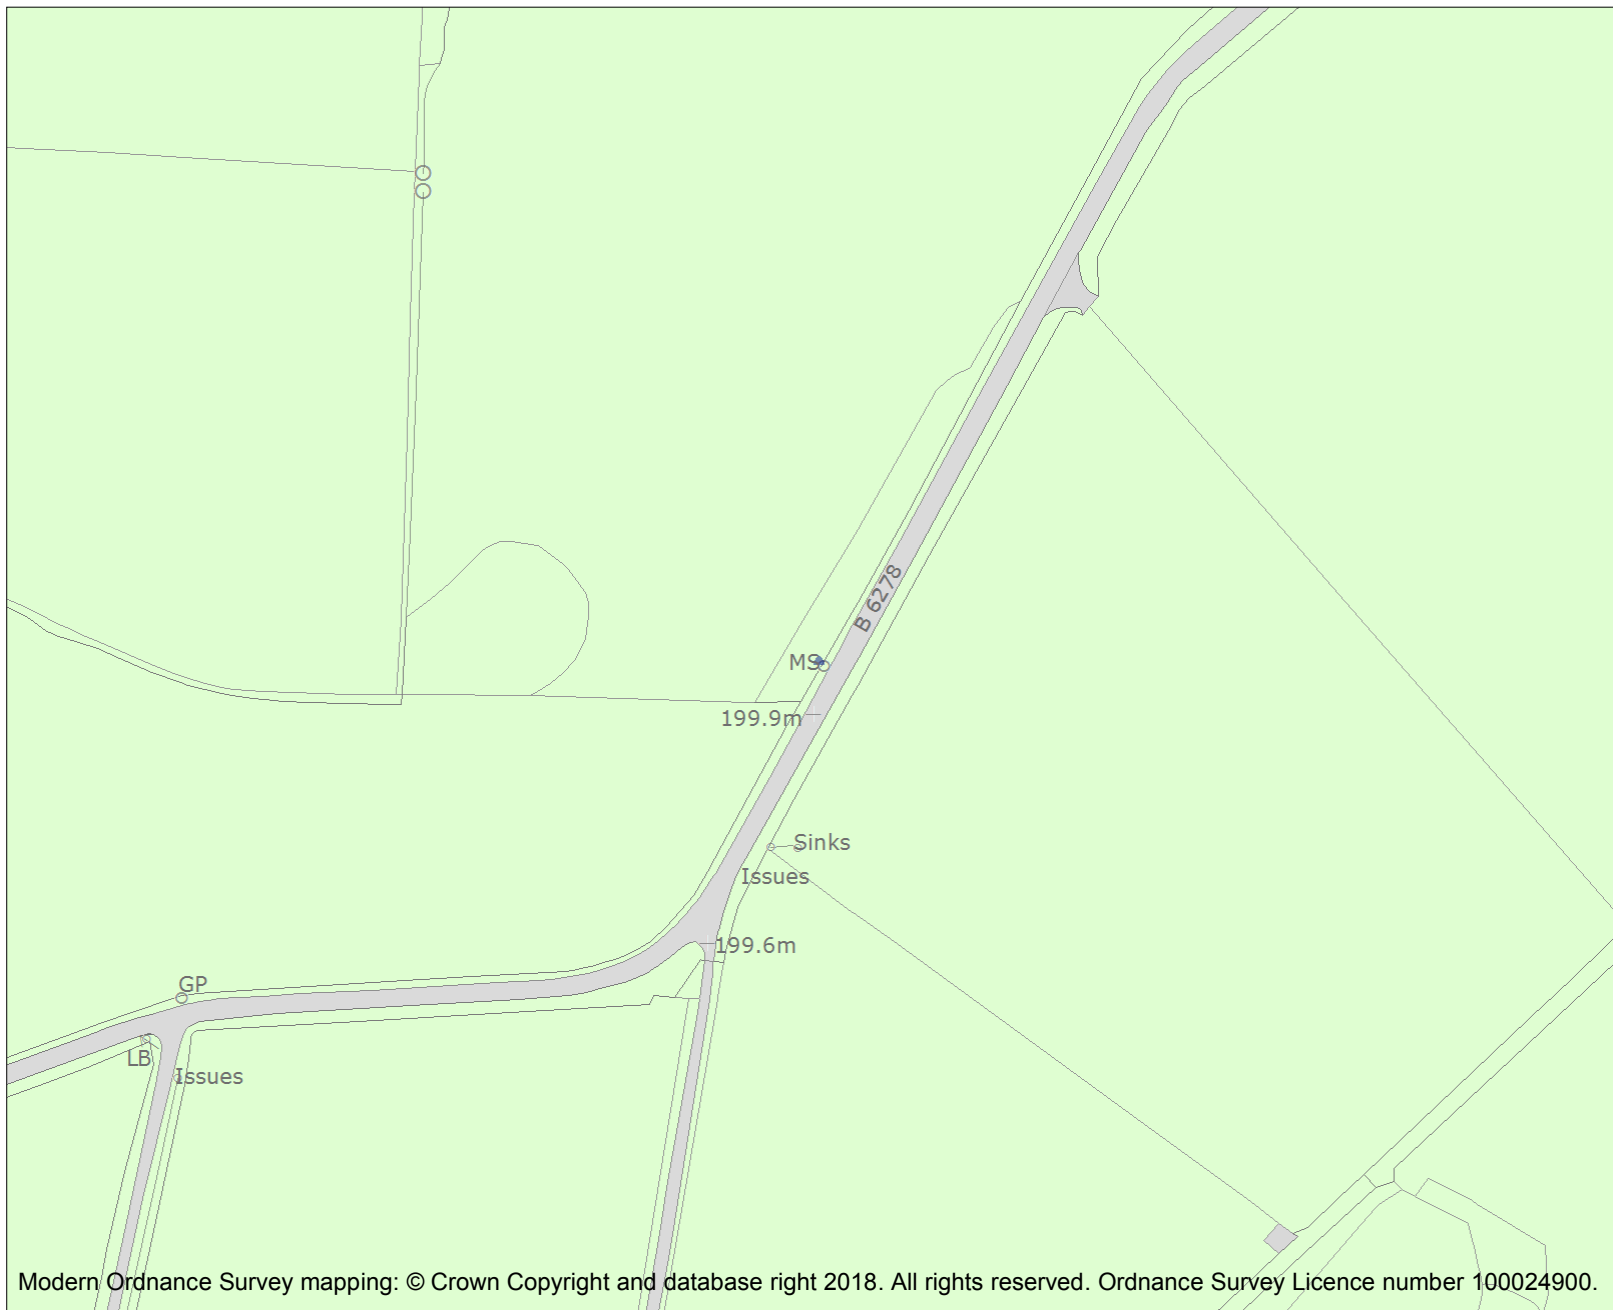 B 6278
MS
199.9m
Sinks
Issues
199.6m
GP
LB
Issues
Modern Ordnance Survey mapping: © Crown Copyright and database right 2018. All rights reserved. Ordnance Survey Licence number 100024900.